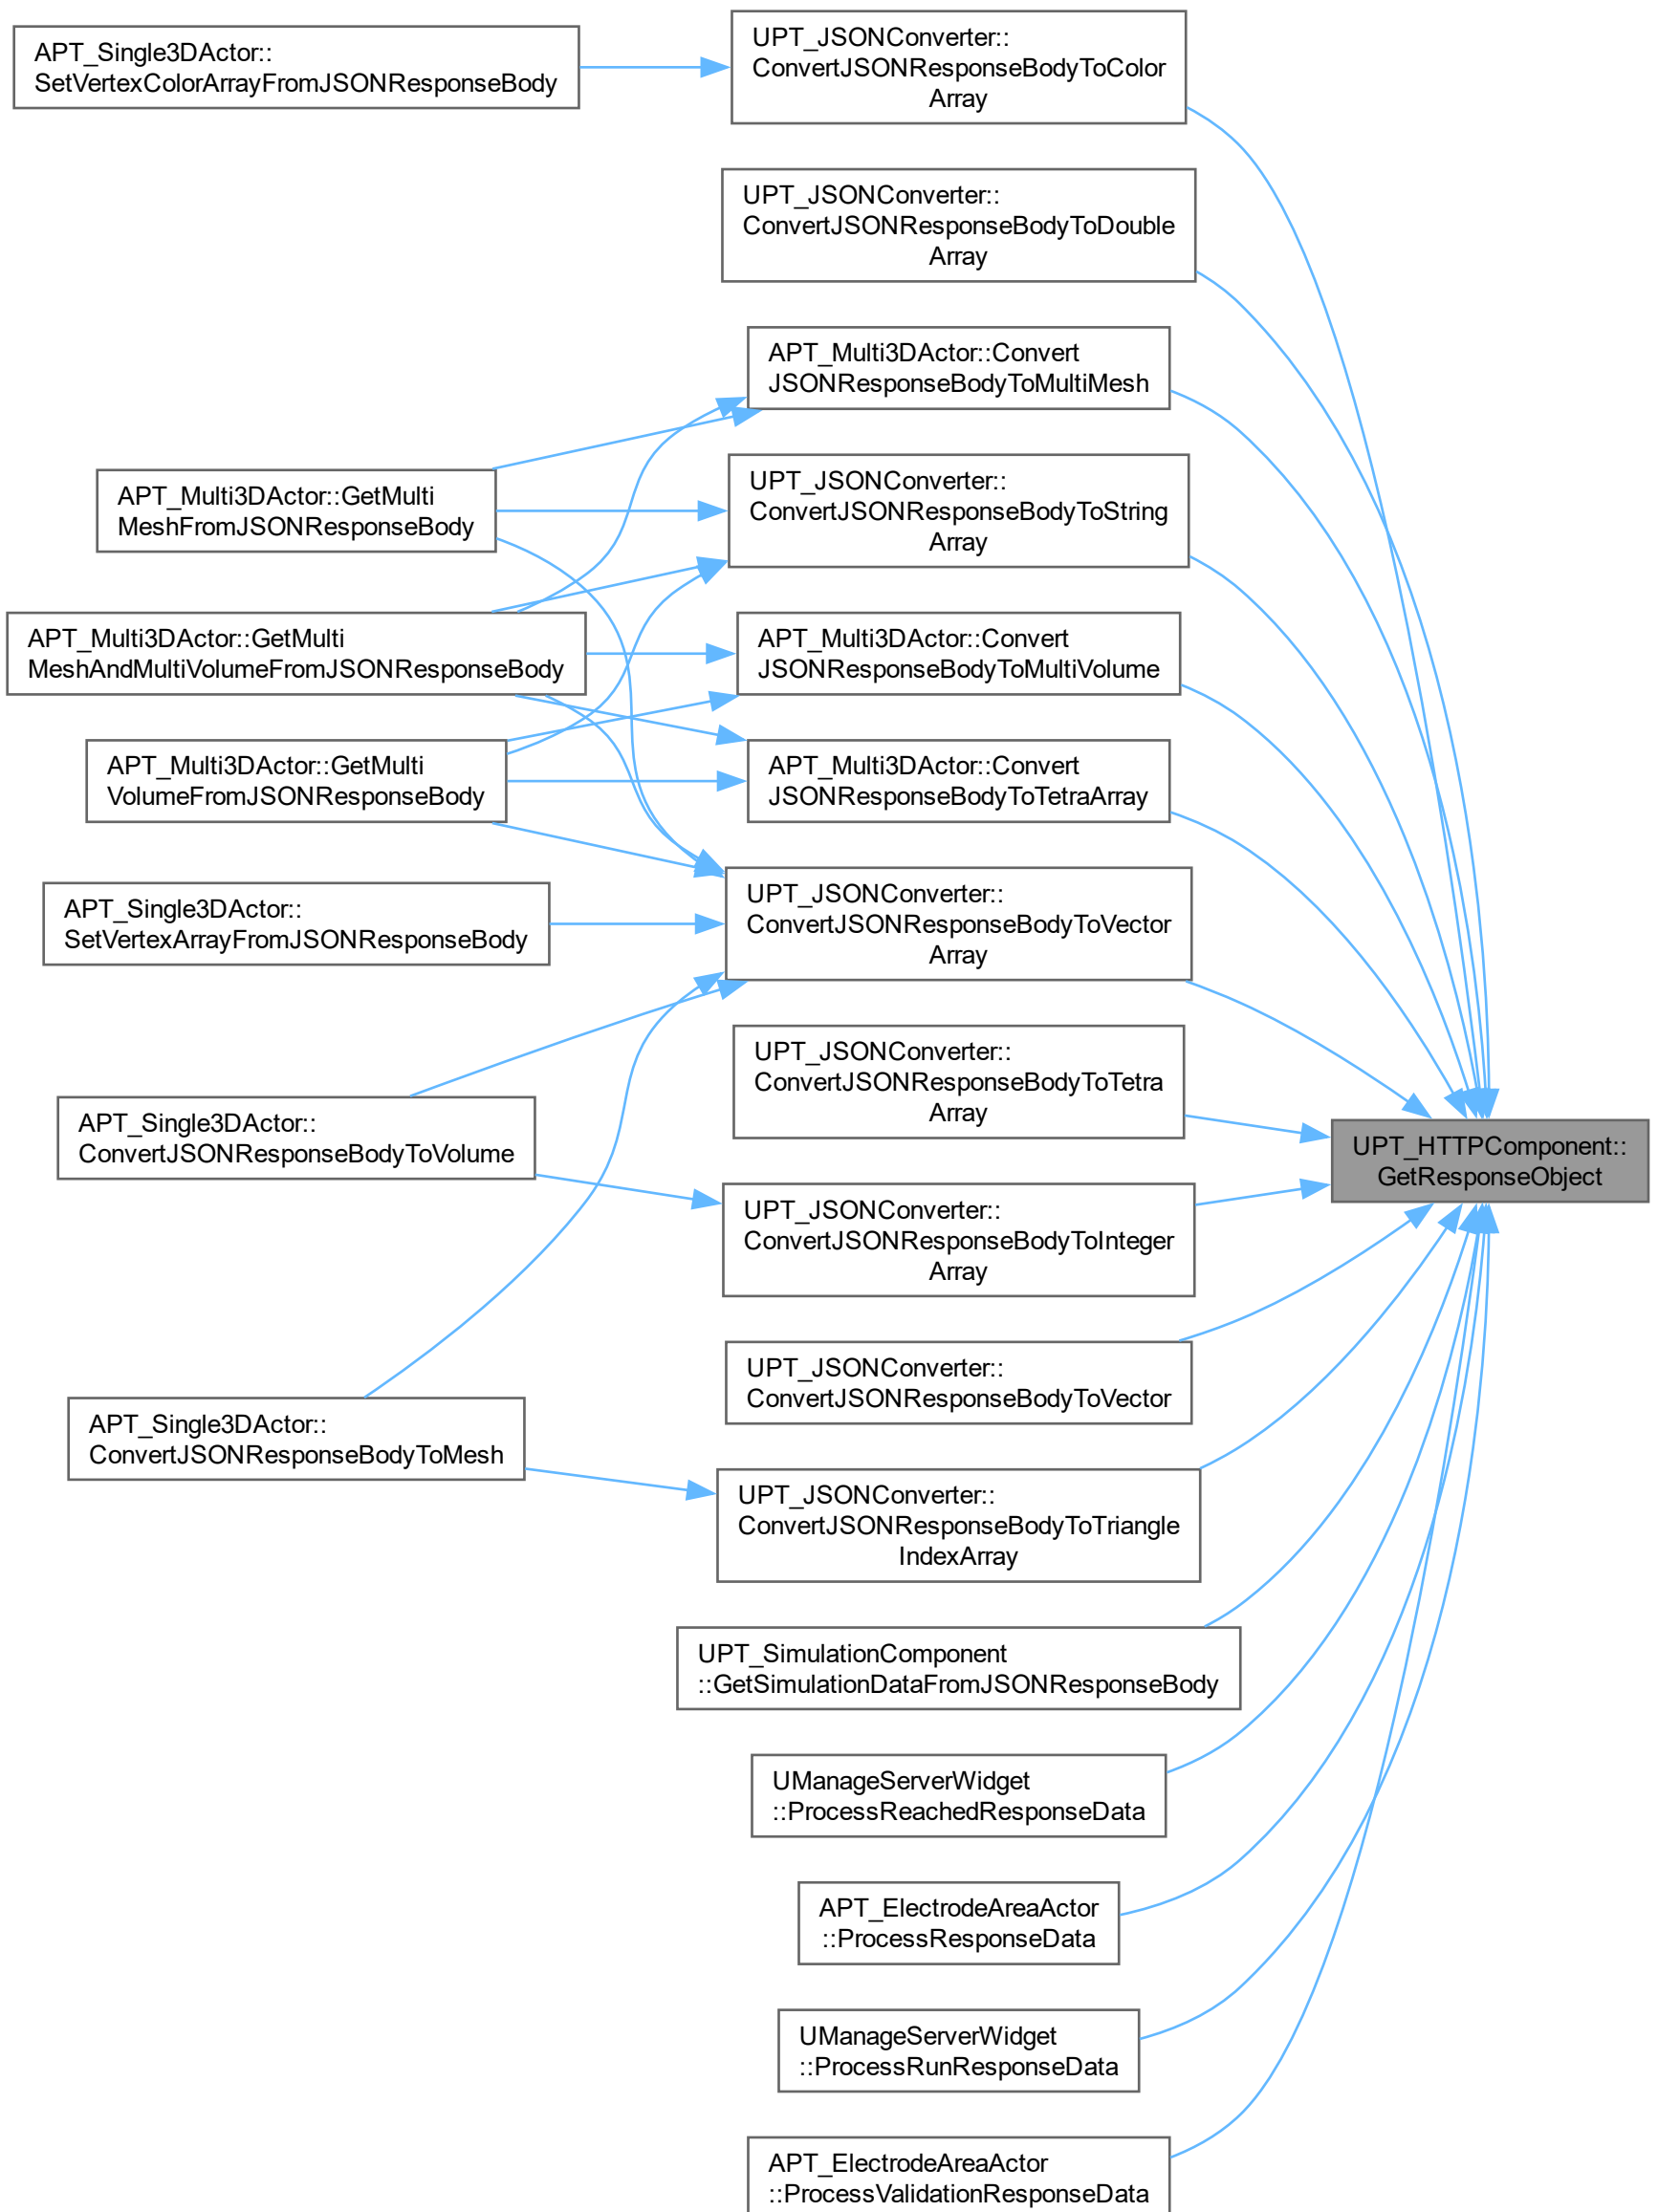 APT_Single3DActor::
SetVertexColorArrayFromJSONResponseBody
UPT_JSONConverter::
ConvertJSONResponseBodyToColor
Array
UPT_JSONConverter::
ConvertJSONResponseBodyToDouble
Array
APT_Multi3DActor::Convert
JSONResponseBodyToMultiMesh
APT_Multi3DActor::GetMulti
MeshFromJSONResponseBody
UPT_JSONConverter::
ConvertJSONResponseBodyToString
Array
APT_Multi3DActor::GetMulti
MeshAndMultiVolumeFromJSONResponseBody
APT_Multi3DActor::Convert
JSONResponseBodyToMultiVolume
APT_Multi3DActor::GetMulti
VolumeFromJSONResponseBody
APT_Multi3DActor::Convert
JSONResponseBodyToTetraArray
APT_Single3DActor::
SetVertexArrayFromJSONResponseBody
UPT_JSONConverter::
ConvertJSONResponseBodyToVector
Array
UPT_JSONConverter::
ConvertJSONResponseBodyToTetra
Array
APT_Single3DActor::
ConvertJSONResponseBodyToVolume
UPT_HTTPComponent::
GetResponseObject
UPT_JSONConverter::
ConvertJSONResponseBodyToInteger
Array
UPT_JSONConverter::
ConvertJSONResponseBodyToVector
APT_Single3DActor::
ConvertJSONResponseBodyToMesh
UPT_JSONConverter::
ConvertJSONResponseBodyToTriangle
IndexArray
UPT_SimulationComponent
::GetSimulationDataFromJSONResponseBody
UManageServerWidget
::ProcessReachedResponseData
APT_ElectrodeAreaActor
::ProcessResponseData
UManageServerWidget
::ProcessRunResponseData
APT_ElectrodeAreaActor
::ProcessValidationResponseData